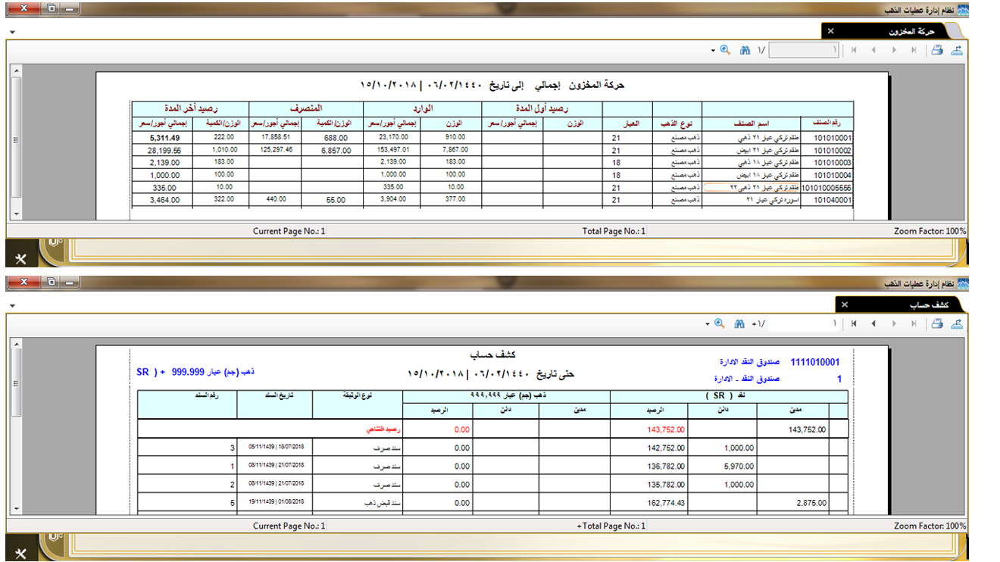 نظام إدارة عمليات الذهب
حركة المخزون
١/ ١
حركة المخزون إجمالي إلى تاريخ ٠٦/٠٢/١٤٤٠ | ١٥/١٠/٢٠١٨
رصيد أول المدة الوارد المنصرف رصيد أخر المدة
رقم الصنف اسم الصنف نوع الذهب العيار الوزن إجمالي أجور/سعر الوزن إجمالي أجور/سعر الوزن/الكمية إجمالي أجور/سعر الوزن/الكمية إجمالي أجور/سعر
101010001 طقم تركي عيار ٢١ ذهبي ذهب مصنع 21 910.00 23,170.00 688.00 17,858.51 222.00 5,311.49
101010002 طقم تركي عيار ٢١ ابيض ذهب مصنع 21 7,867.00 153,497.01 6,857.00 125,297.46 1,010.00 28,199.55
101010003 طقم تركي عيار ١٨ ذهبي ذهب مصنع 18 183.00 2,139.00 183.00 2,139.00
101010004 طقم تركي عيار ١٨ ابيض ذهب مصنع 18 100.00 1,000.00 100.00 1,000.00
101010005555 طقم تركي عيار ٢١ ذهبي٢٢ ذهب مصنع 21 10.00 335.00 10.00 335.00
101040001 اسوره تركي عيار ٢١ ذهب مصنع 21 377.00 3,904.00 55.00 440.00 322.00 3,464.00
Current Page No.: 1 Total Page No.: 1 Zoom Factor: 100%
نظام إدارة عمليات الذهب
كشف حساب
١ ١/+
كشف حساب
1111010001 صندوق النقد الادارة
حتى تاريخ ٠٦/٠٢/١٤٤٠ | ١٥/١٠/٢٠١٨
ذهب (جم) عيار 999.999 + ( SR
1 صندوق النقد - الادارة
نقد ( SR ) ذهب (جم) عيار ٩٩٩,٩٩٩ نوع الوثيقة تاريخ السند رقم السند
مدين دائن الرصيد مدين دائن الرصيد
143,752.00 143,752.00 0.00 رصيد افتتاحي
1,000.00 142,752.00 0.00 سند صرف 05/11/1439 | 18/07/2018 3
5,970.00 136,782.00 0.00 سند صرف 08/11/1439 | 21/07/2018 1
1,000.00 135,782.00 0.00 سند صرف 08/11/1439 | 21/07/2018 2
2,875.00 162,774.43 0.00 سند قبض ذهب 19/11/1439 | 01/08/2018 5
Current Page No.: 1 Total Page No.: 1+ Zoom Factor: 100%